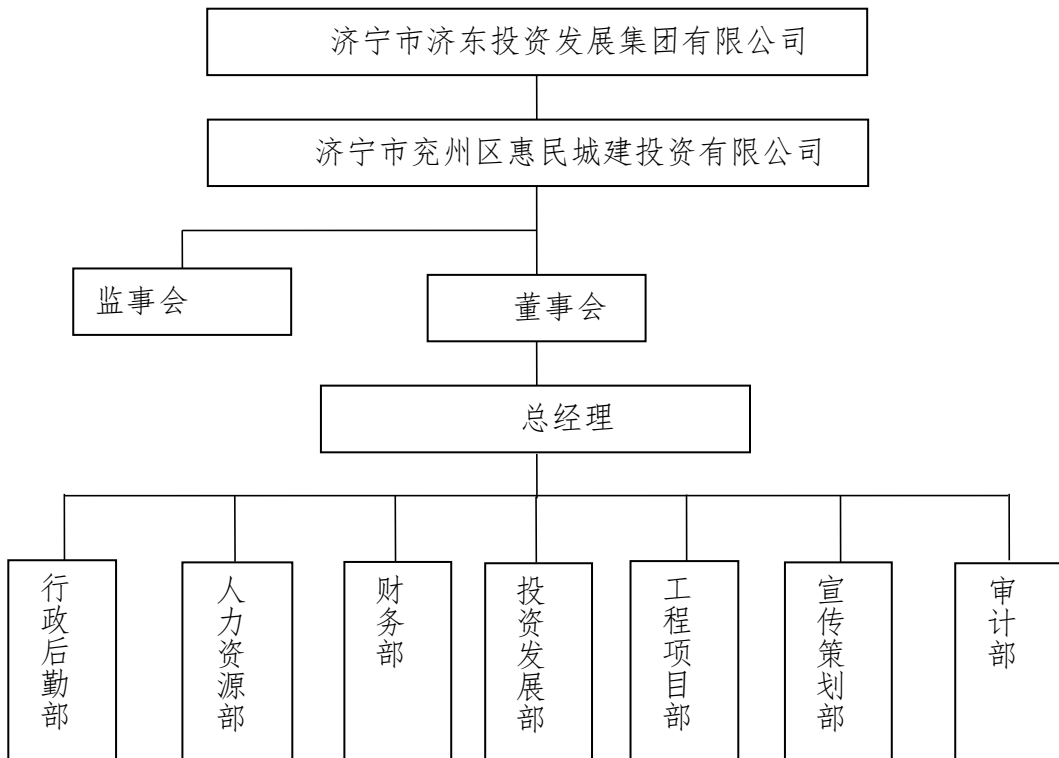 济宁市济东投资发展集团有限公司
济宁市兖州区惠民城建投资有限公司
监事会
董事会
总经理
行政后勤部
人力资源部
财务部
投资发展部
工程项目部
宣传策划部
审计部